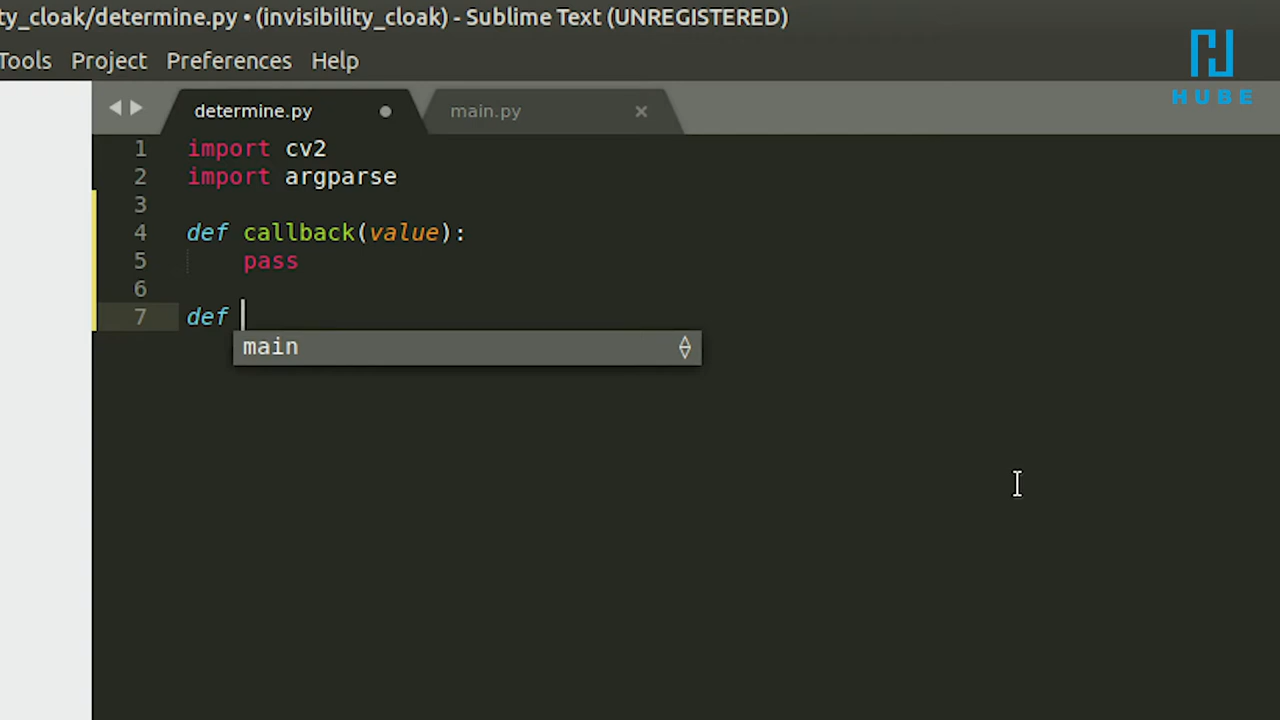 ty_cloak/determine.py • (invisibility_cloak) - Sublime Text (UNREGISTERED)
Tools Project Preferences Help
HUBE
determine.py main.py
1 import cv2
2 import argparse
3
4 def callback(value):
5 pass
6
7 def
main